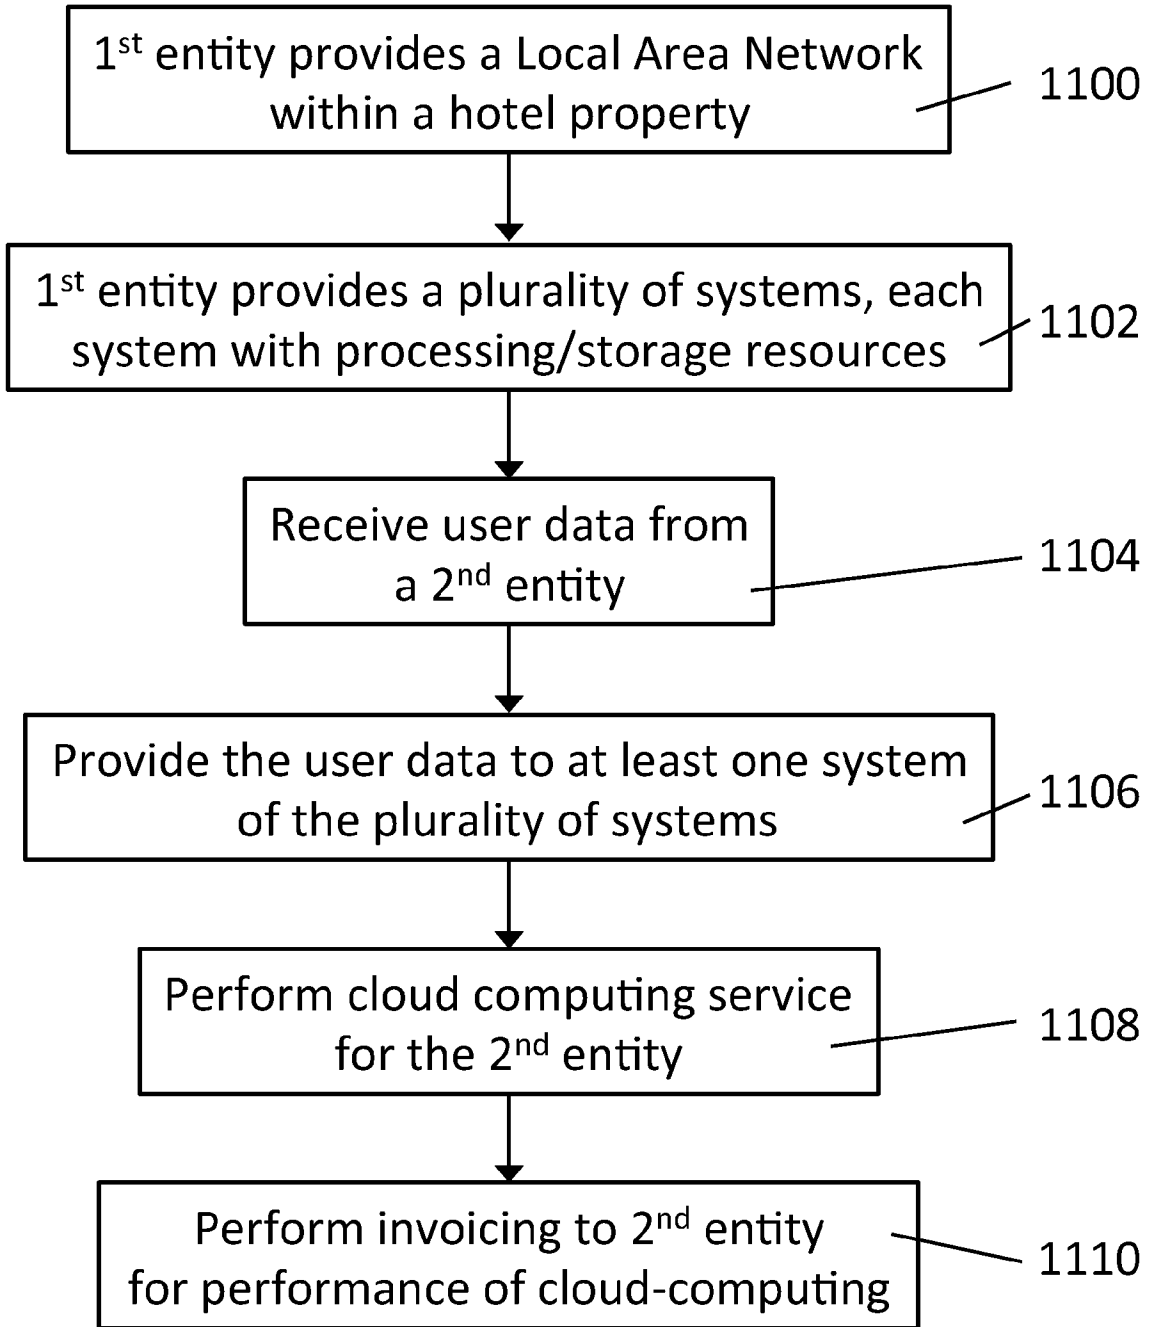 1st entity provides a Local Area Network
within a hotel property
1100
1st entity provides a plurality of systems, each
system with processing/storage resources
1102
Receive user data from
a 2nd entity
1104
Provide the user data to at least one system
of the plurality of systems
1106
Perform cloud computing service
for the 2nd entity
1108
Perform invoicing to 2nd entity
for performance of cloud-computing
1110